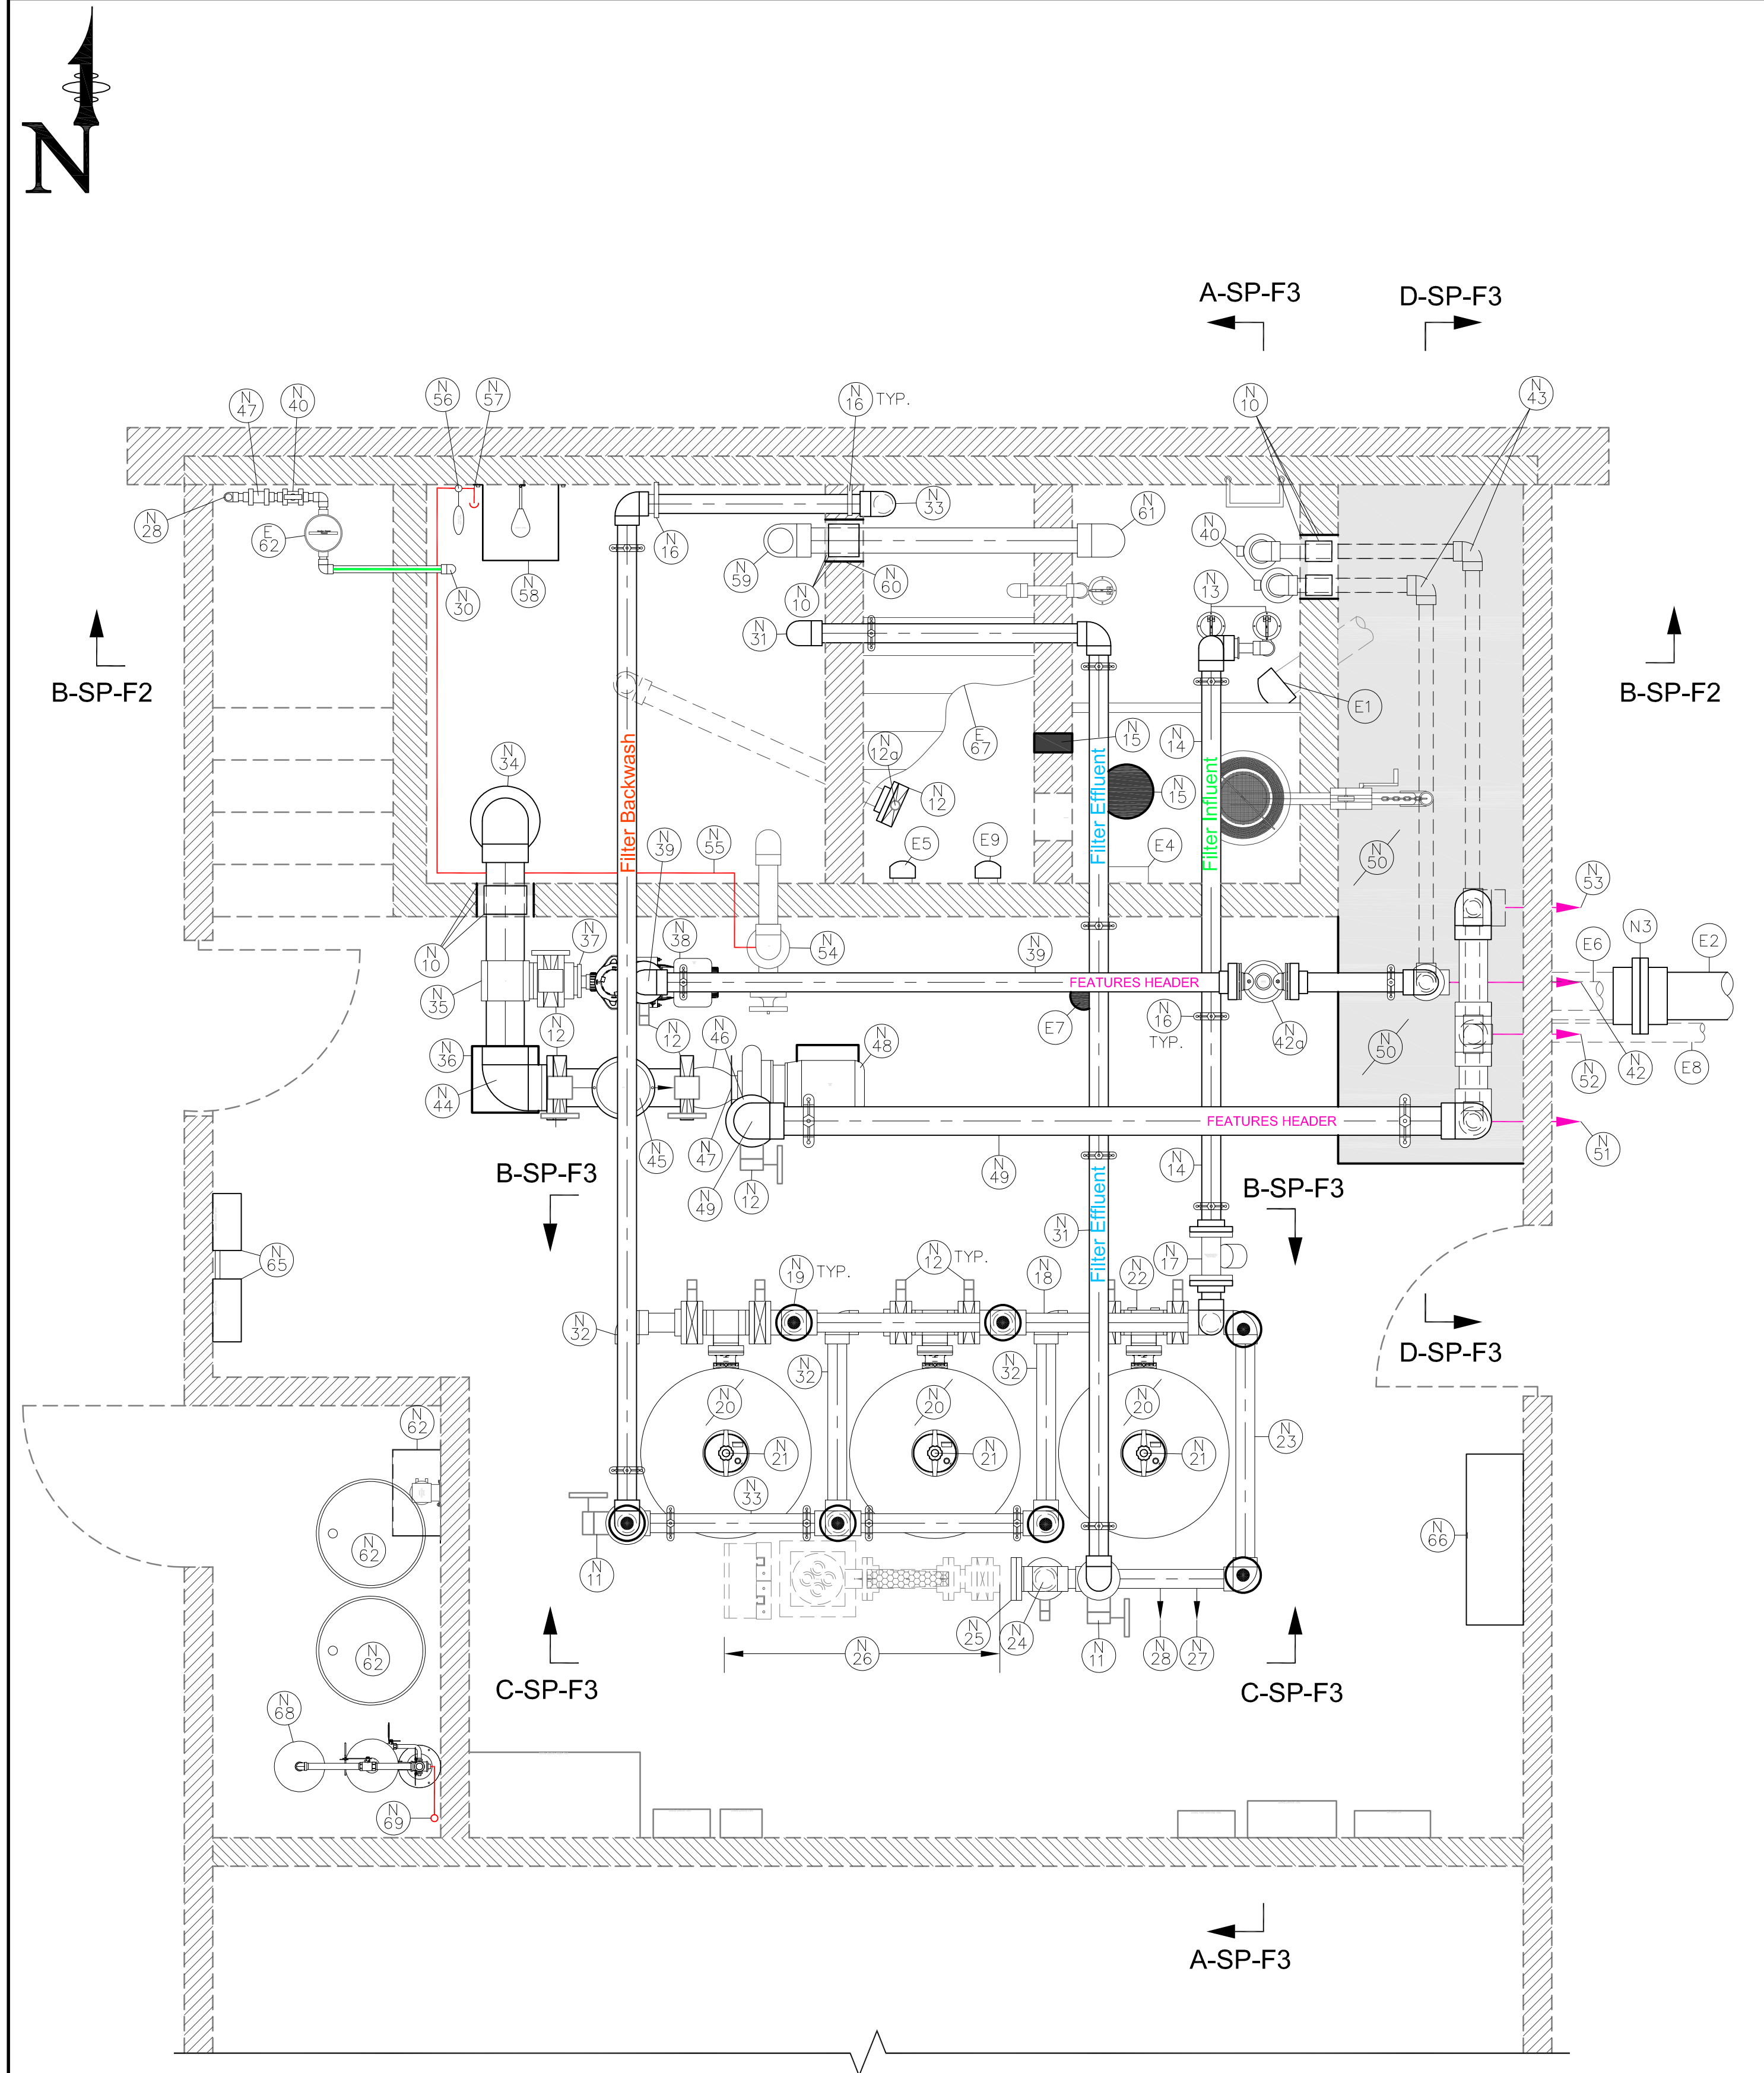 N
A-SP-F3
D-SP-F3
N 47
N 40
N 56
N 57
N 16 TYP.
N 10
N 43
N 28
E 62
N 30
N 58
N 16
N 33
N 59
N 10
N 60
N 61
N 40
N 13
N 31
B-SP-F2
B-SP-F2
E1
N 34
Filter Backwash
N 12a
N 12
E 67
N 15
N 15
Filter Effluent
N 14
Filter Influent
N 39
N 55
E5
E9
E4
N 50
N 53
N 10
N 37
N 38
N 54
N 39
E6
N3
E2
N 35
FEATURES HEADER
N 12
N 12
N 46
N 48
E7
N 16 TYP.
N 42a
N 50
N 52
N 42
E8
N 36
N 44
FEATURES HEADER
N 45
N 47
N 49
N 12
N 49
N 14
N 51
B-SP-F3
B-SP-F3
N 31
Filter Effluent
N 65
N 19 TYP.
N 12 TYP.
N 18
N 22
N 17
N 32
N 32
N 32
D-SP-F3
N 20
N 20
N 20
N 62
N 21
N 21
N 21
N 23
N 33
N 62
N 66
N 11
N 62
N 26
N 25
N 24
N 11
N 28
N 27
C-SP-F3
C-SP-F3
N 68
N 69
A-SP-F3